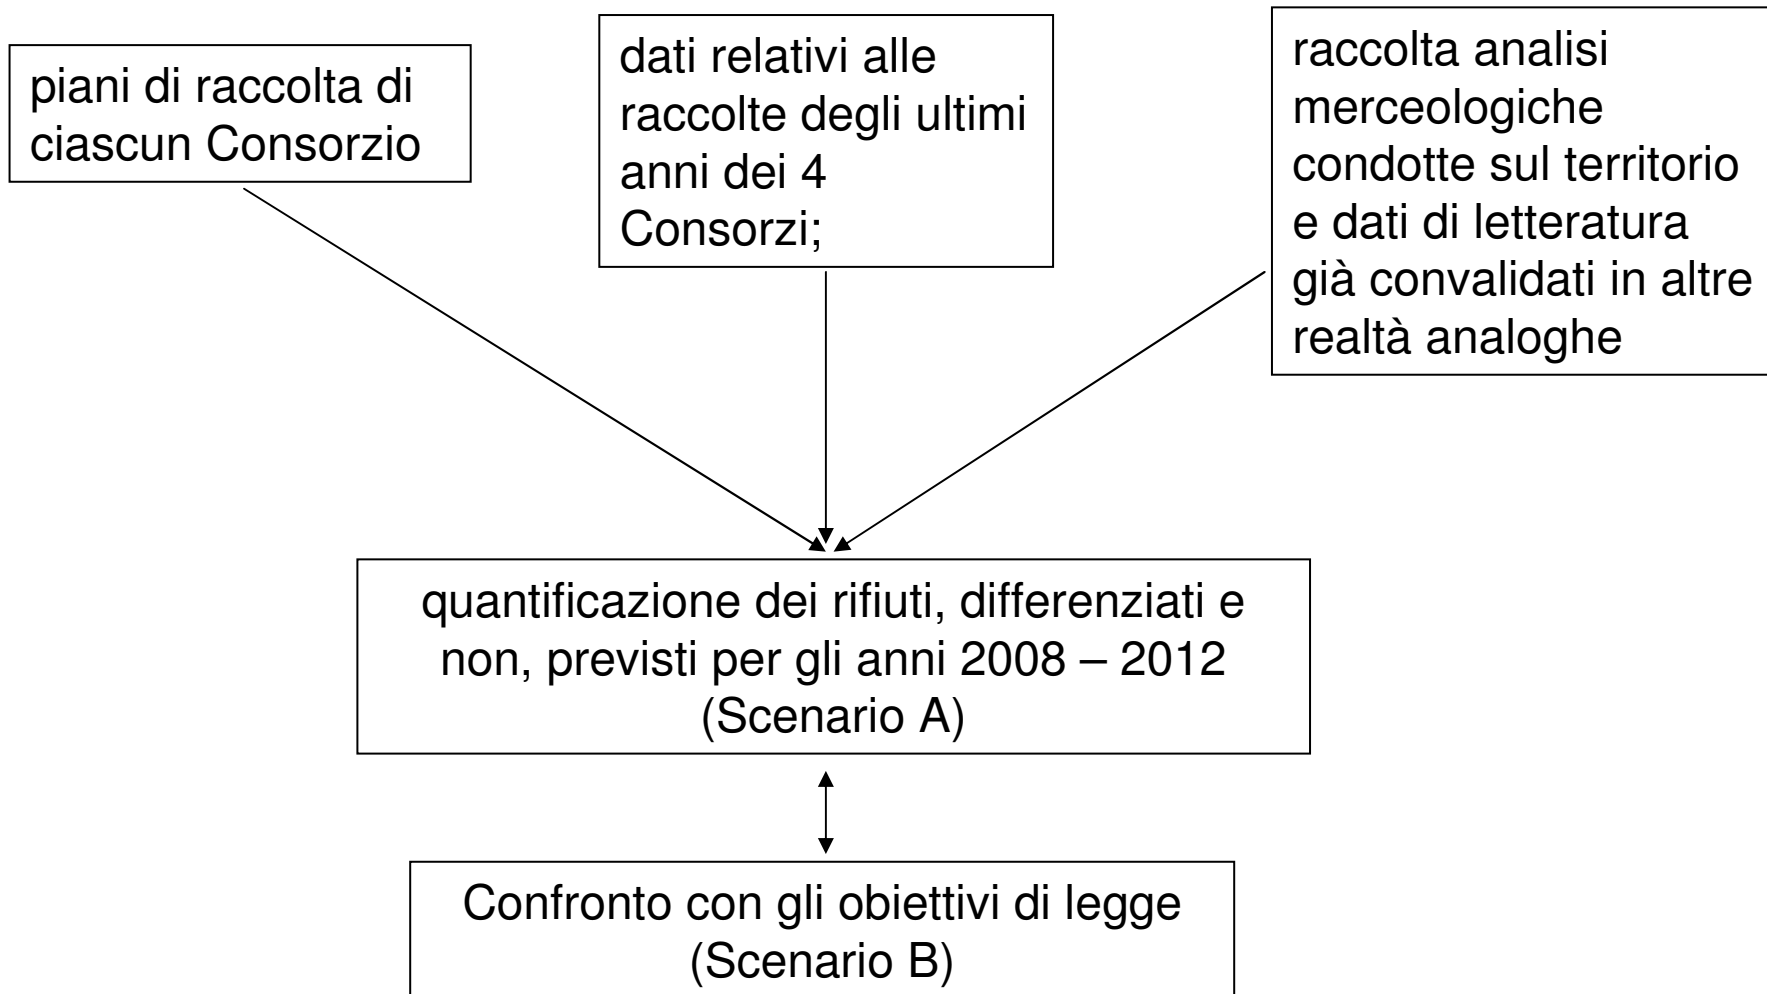 piani di raccolta di
ciascun Consorzio
dati relativi alle
raccolte degli ultimi
anni dei 4
Consorzi;
raccolta analisi
merceologiche
condotte sul territorio
e dati di letteratura
già convalidati in altre
realtà analoghe
quantificazione dei rifiuti, differenziati e
non, previsti per gli anni 2008 – 2012
(Scenario A)
Confronto con gli obiettivi di legge
(Scenario B)